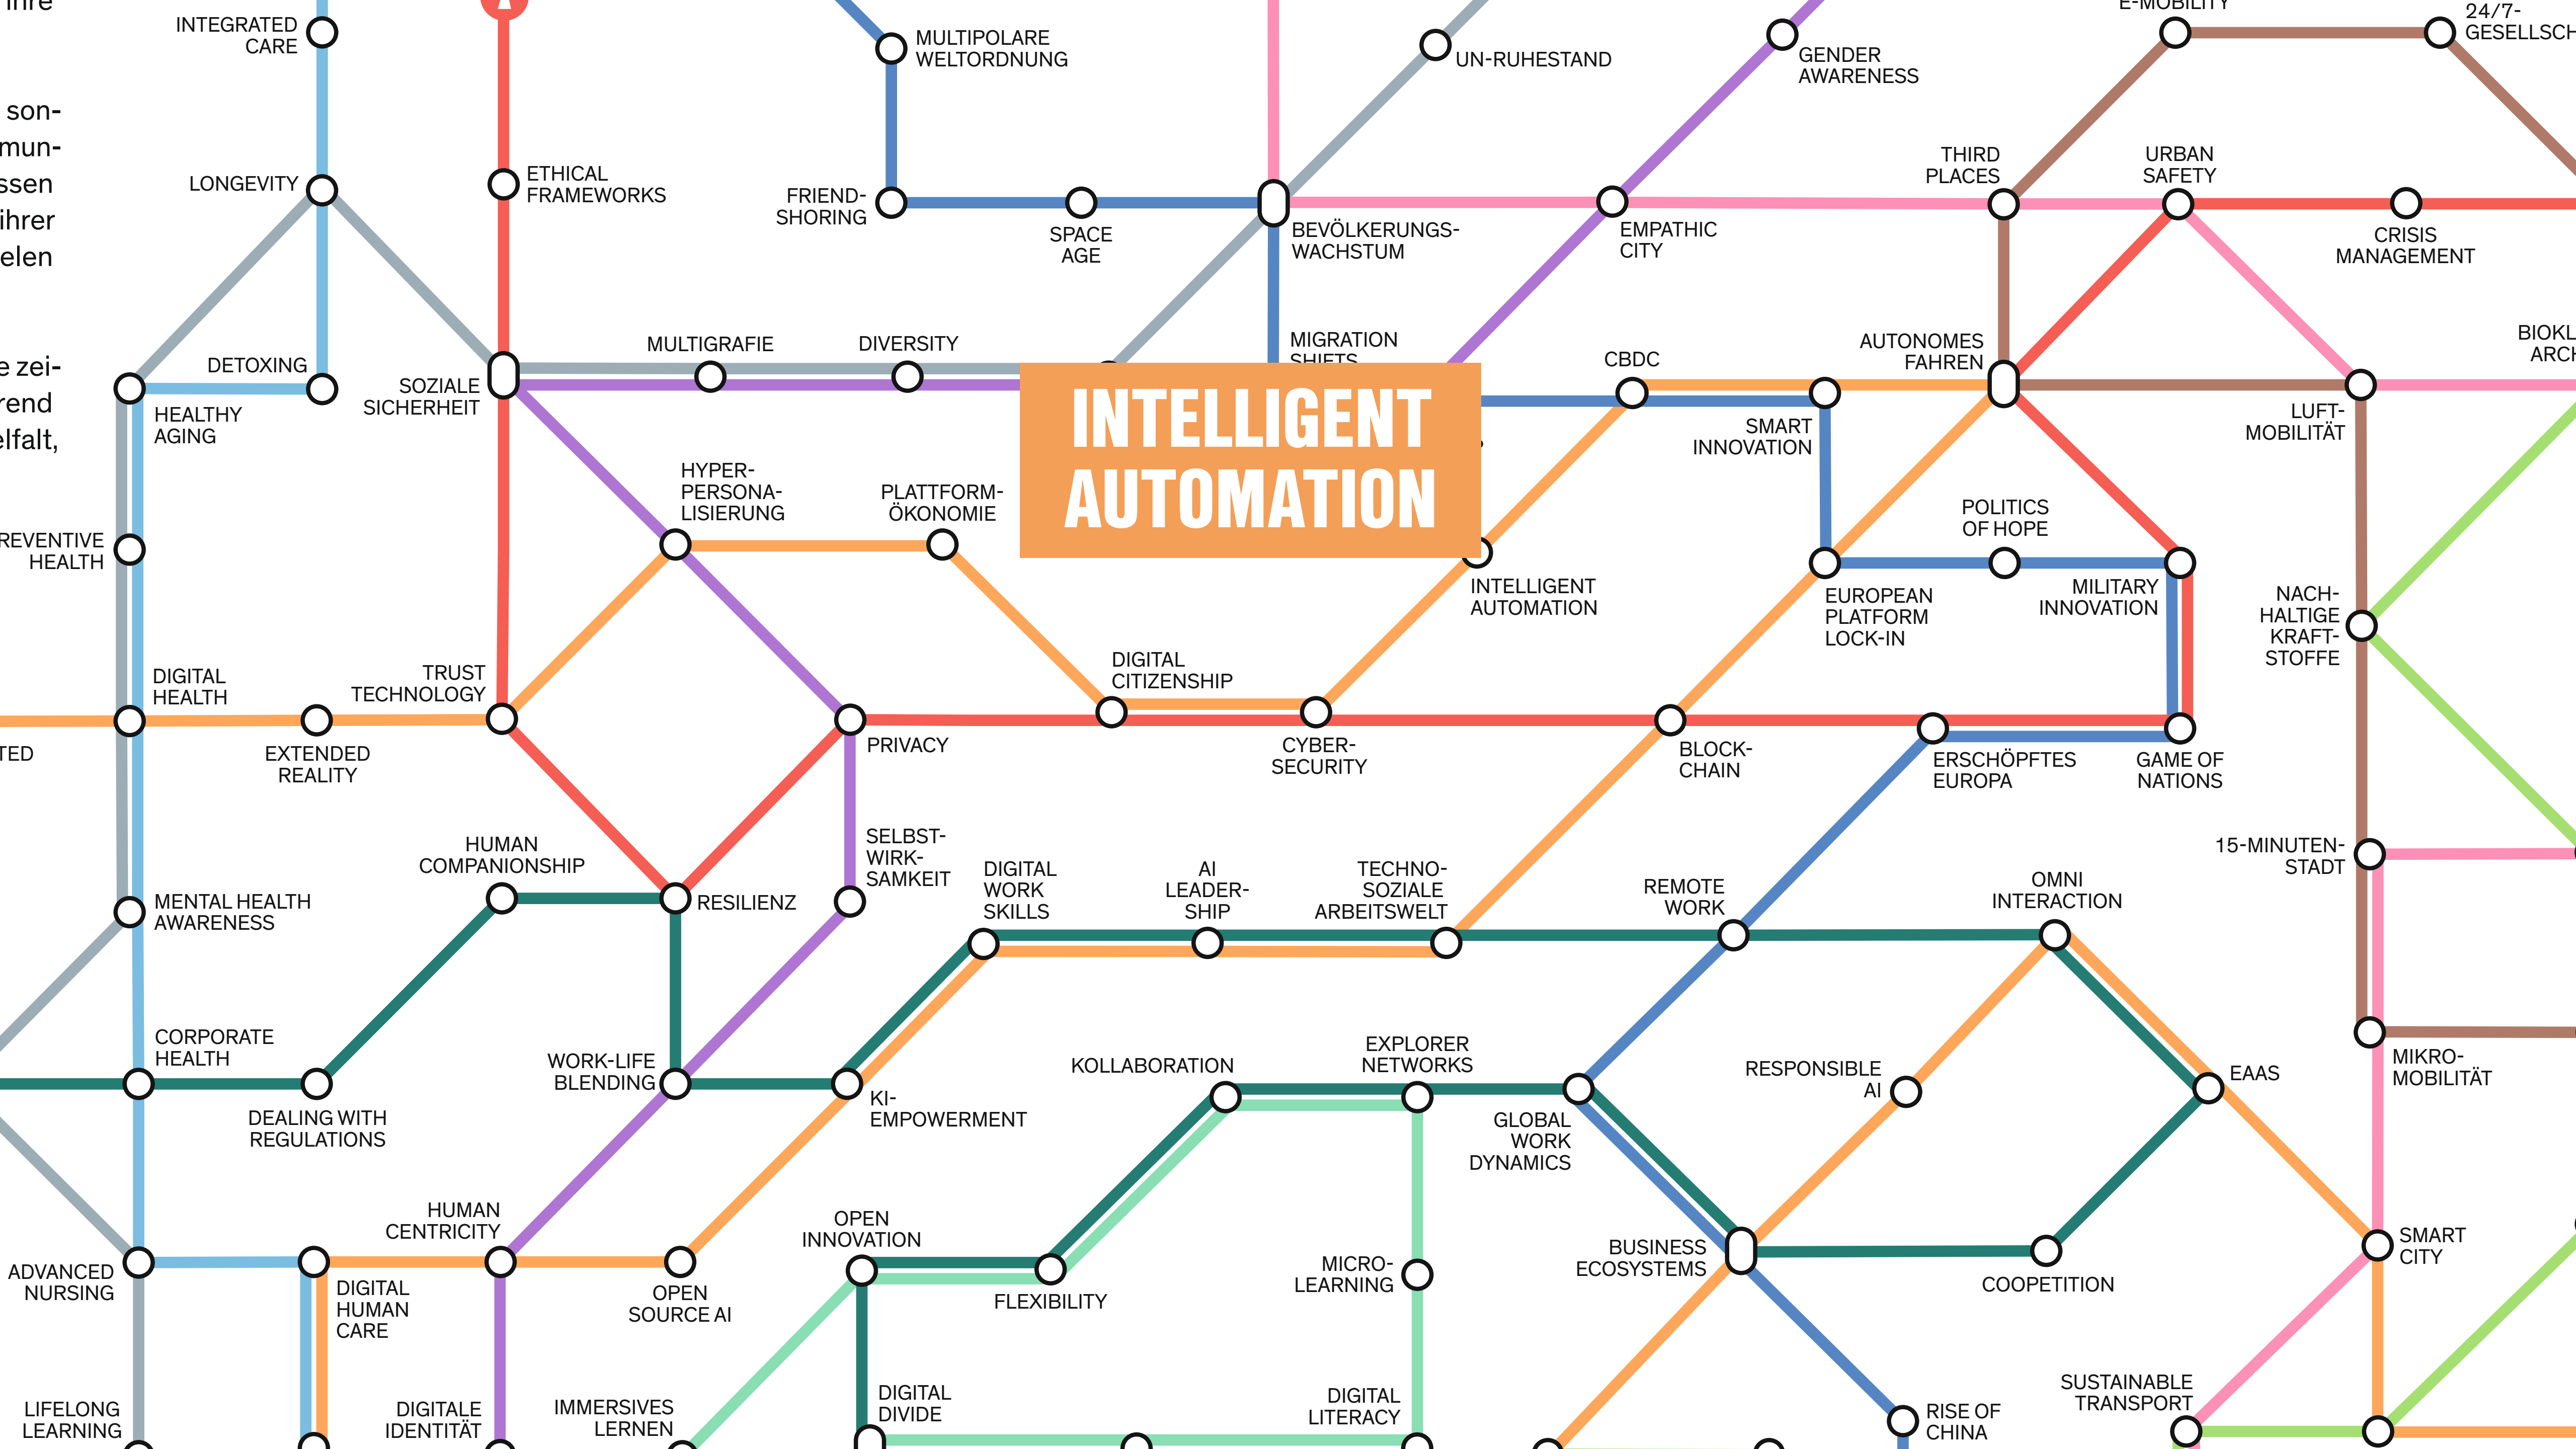 INTEGRATED
CARE
MULTIPOLARE
WELTORDNUNG
UN-RUHESTAND
GENDER
AWARENESS
E-MOBILITY
24/7-
son-
mun-
ssen
ihrer
elen
LONGEVITY
ETHICAL
FRAMEWORKS
FRIEND-
SHORING
SPACE
AGE
BEVÖLKERUNGS-
WACHSTUM
EMPATHIC
CITY
THIRD
PLACES
URBAN
SAFETY
CRISIS
MANAGEMENT
e zei-
rend
elfalt,
DETOXING
HEALTHY
AGING
SOZIALE
SICHERHEIT
MULTIGRAFIE
DIVERSITY
MIGRATION
SHIFTS
INTELLIGENT
AUTOMATION
CBDC
SMART
INNOVATION
AUTONOMES
FAHREN
LUFT-
MOBILITÄT
HYPER-
PERSONA-
LISIERUNG
PLATTFORM-
ÖKONOMIE
INTELLIGENT
AUTOMATION
EUROPEAN
PLATFORM
LOCK-IN
POLITICS
OF HOPE
MILITARY
INNOVATION
NACH-
HALTIGE
KRAFT-
STOFFE
REVENTIVE
HEALTH
DIGITAL
HEALTH
TED
EXTENDED
REALITY
TRUST
TECHNOLOGY
PRIVACY
DIGITAL
CITIZENSHIP
CYBER-
SECURITY
BLOCK-
CHAIN
ERSCHÖPFTES
EUROPA
GAME OF
NATIONS
15-MINUTEN-
STADT
MENTAL HEALTH
AWARENESS
HUMAN
COMPANIONSHIP
RESILIENZ
SELBST-
WIRK-
SAMKEIT
DIGITAL
WORK
SKILLS
AI
LEADER-
SHIP
TECHNO-
SOZIALE
ARBEITSWELT
REMOTE
WORK
OMNI
INTERACTION
CORPORATE
HEALTH
DEALING WITH
REGULATIONS
WORK-LIFE
BLENDING
KI-
EMPOWERMENT
KOLLABORATION
EXPLORER
NETWORKS
GLOBAL
WORK
DYNAMICS
RESPONSIBLE
AI
EAAS
MIKRO-
MOBILITÄT
ADVANCED
NURSING
DIGITAL
HUMAN
CARE
HUMAN
CENTRICITY
OPEN
SOURCE AI
OPEN
INNOVATION
FLEXIBILITY
MICRO-
LEARNING
BUSINESS
ECOSYSTEMS
COOPETITION
SMART
CITY
LIFELONG
LEARNING
DIGITALE
IDENTITÄT
IMMERSIVES
LERNEN
DIGITAL
DIVIDE
DIGITAL
LITERACY
RISE OF
CHINA
SUSTAINABLE
TRANSPORT